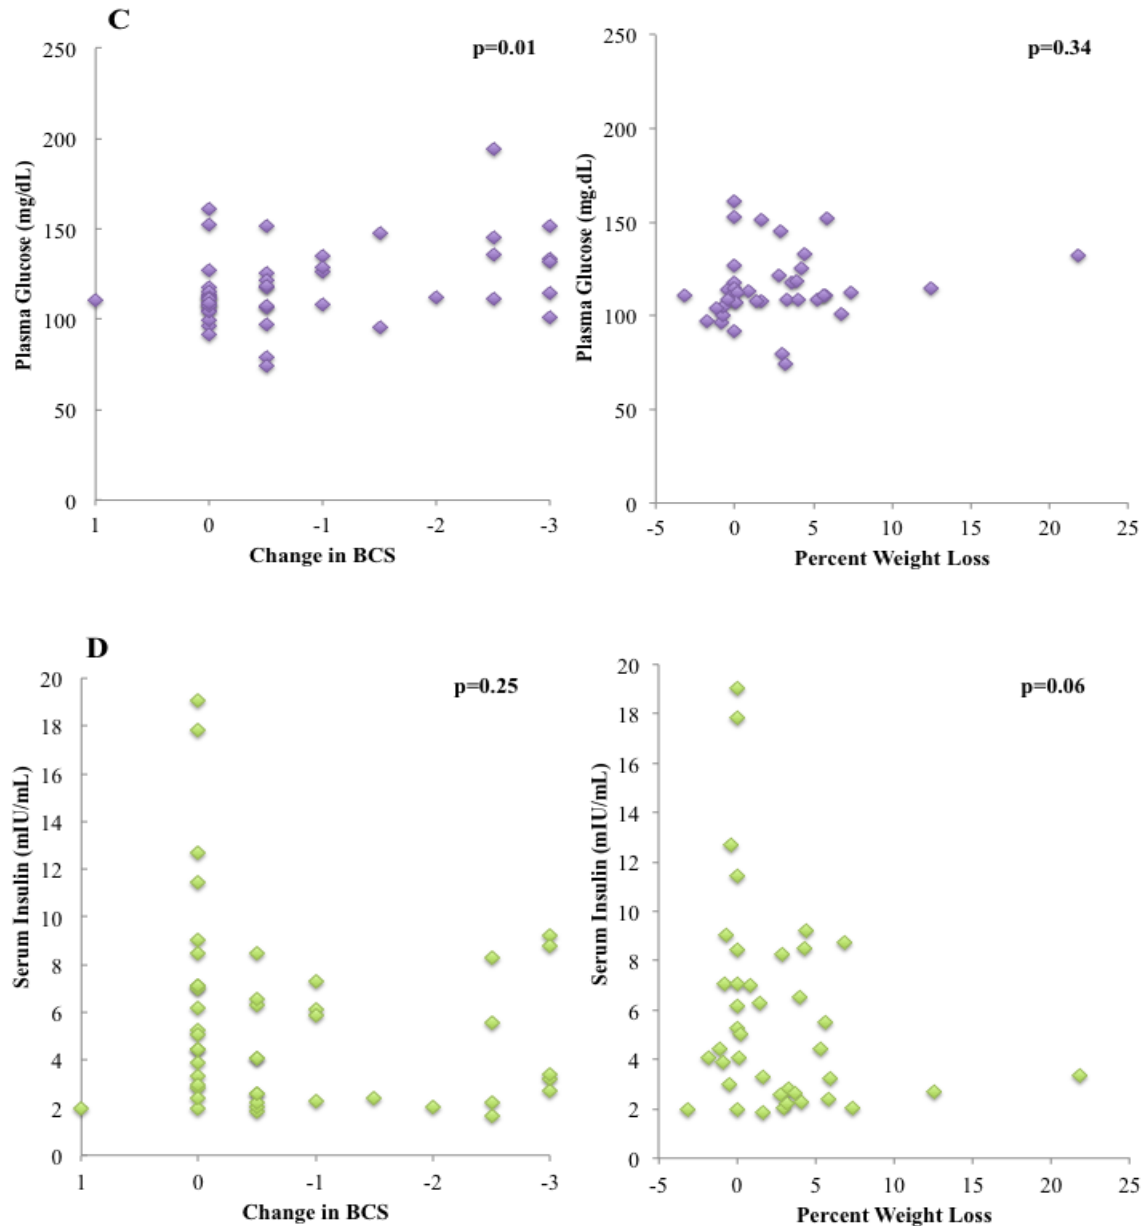 C
p=0.01
250
200
150
100
50
0
Plasma Glucose (mg/dL)
1 0 -1 -2 -3
Change in BCS
p=0.34
250
200
150
100
50
0
Plasma Glucose (mg.dL)
-5 0 5 10 15 20 25
Percent Weight Loss
D
p=0.25
20
18
16
14
12
10
8
6
4
2
0
Serum Insulin (mIU/mL)
1 0 -1 -2 -3
Change in BCS
p=0.06
20
18
16
14
12
10
8
6
4
2
0
Serum Insulin (mIU/mL)
-5 0 5 10 15 20 25
Percent Weight Loss